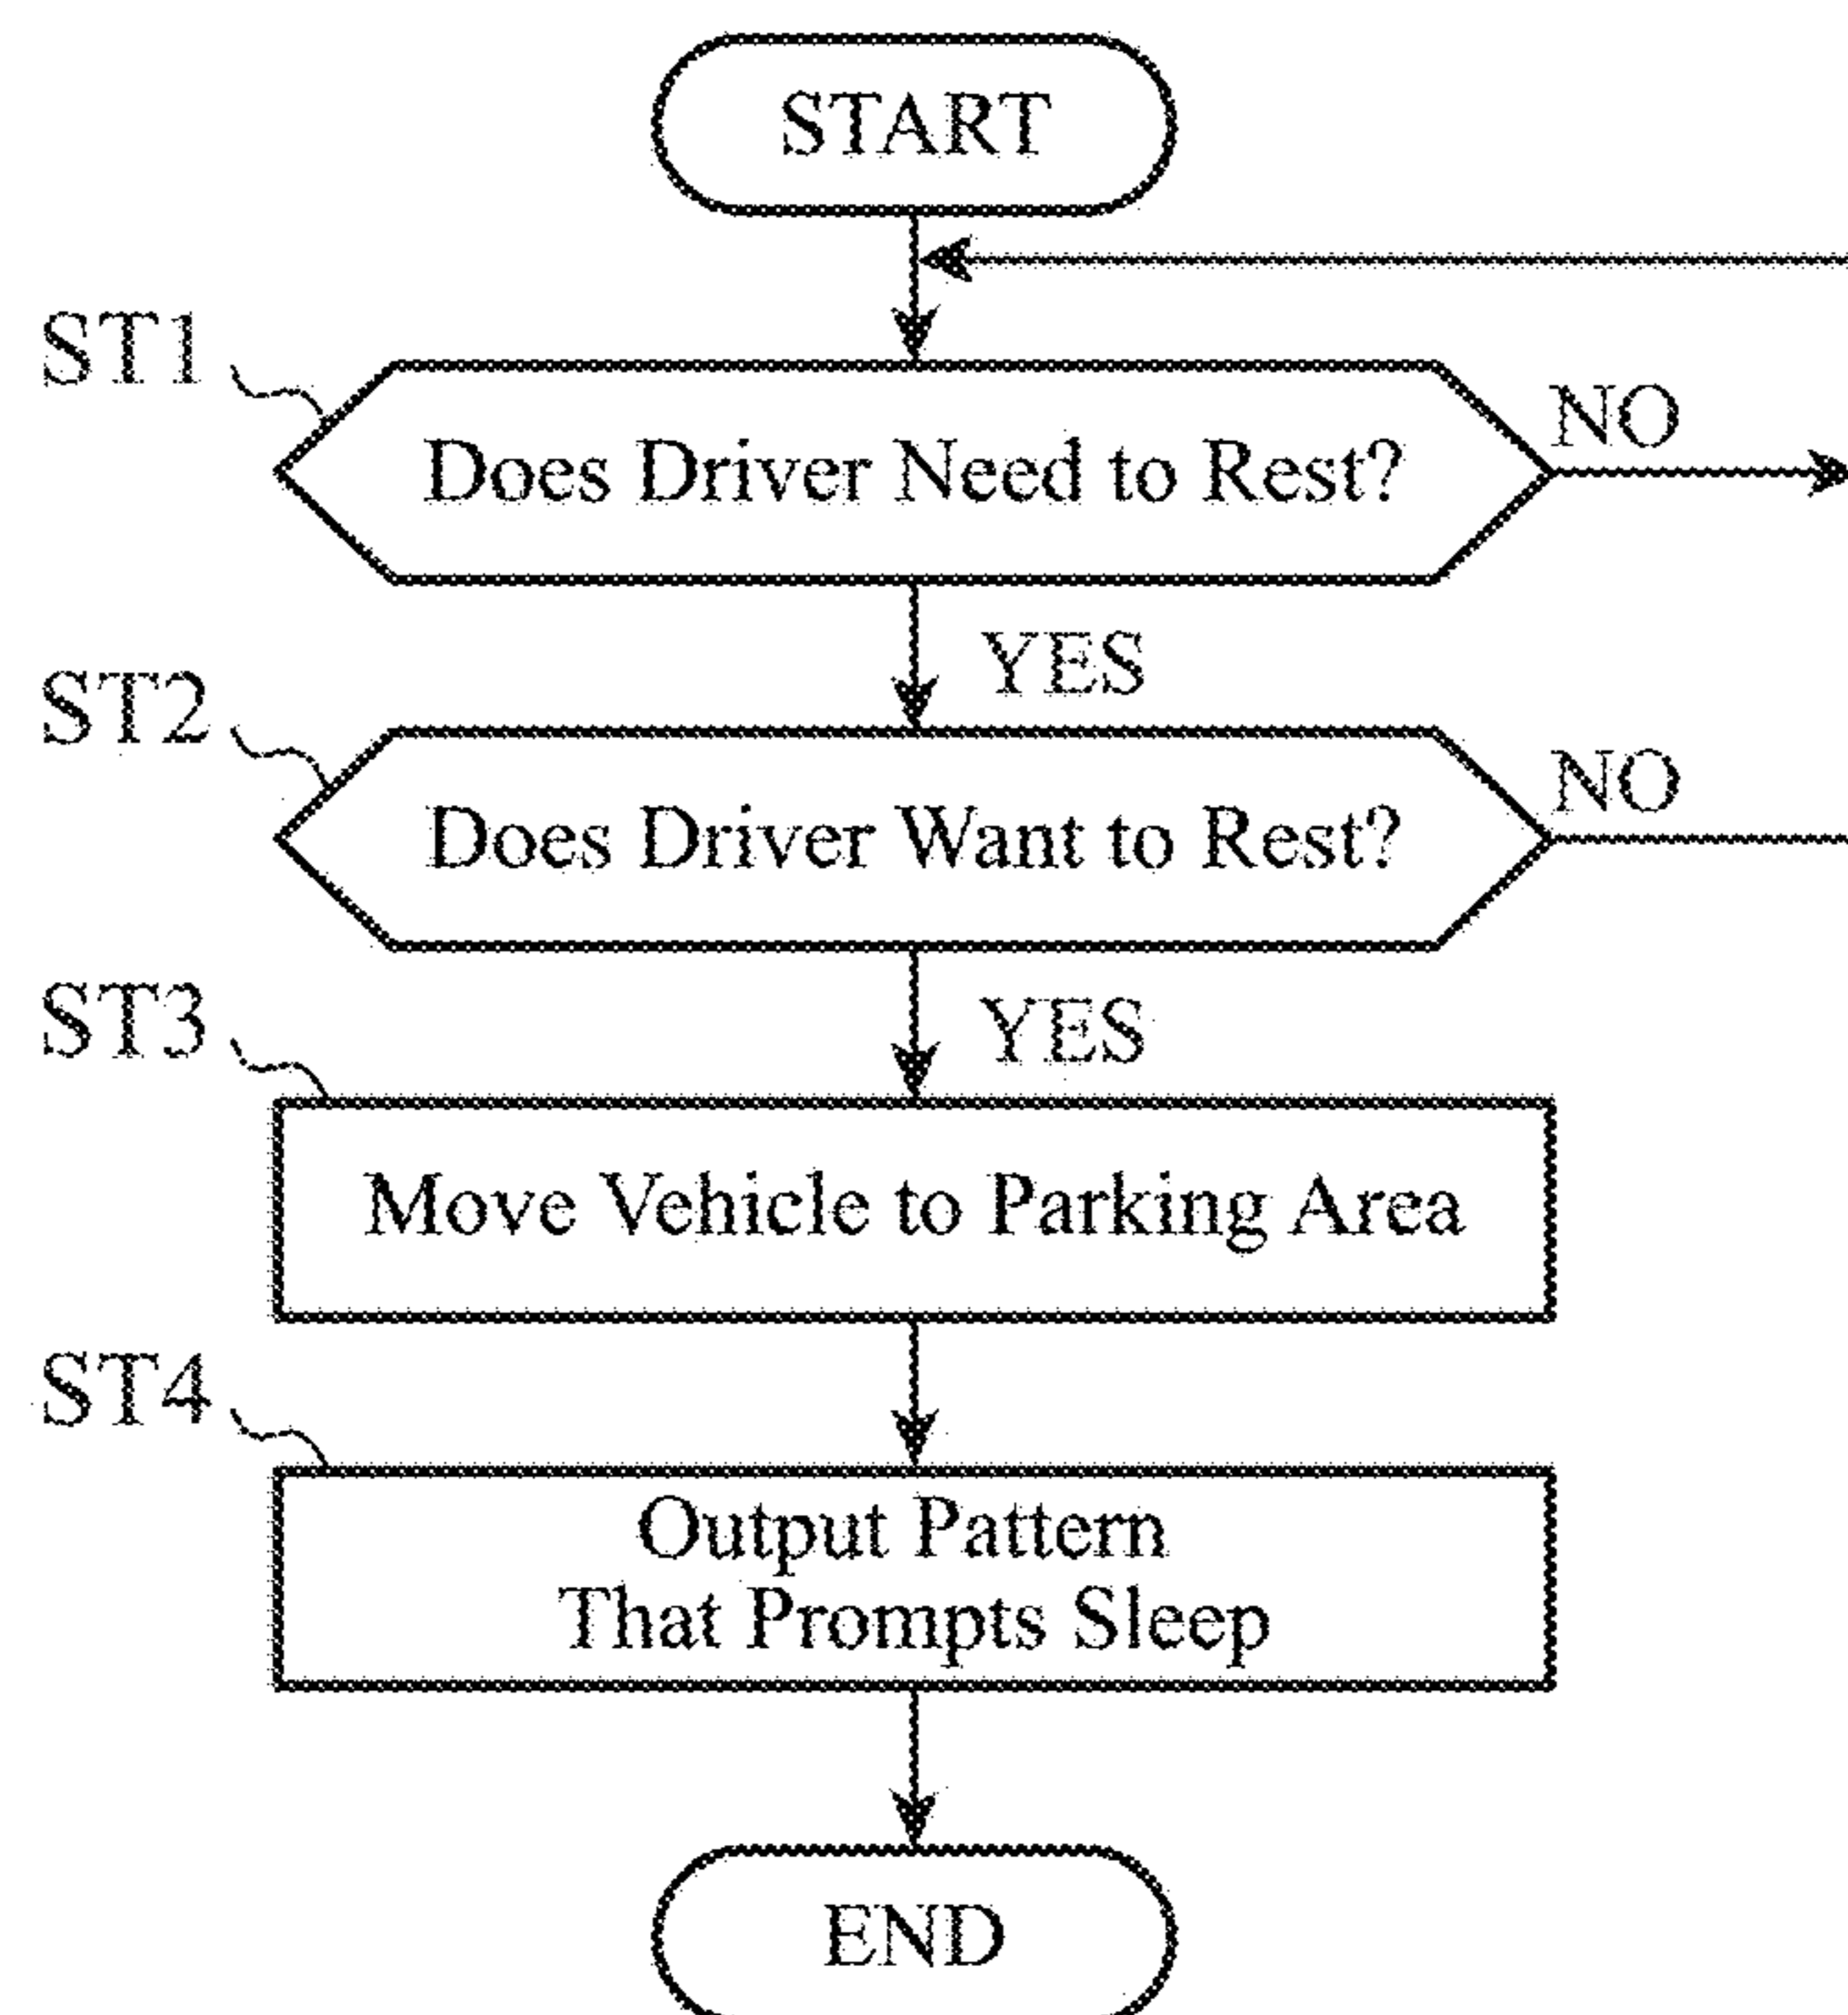 START
ST1
Does Driver Need to Rest?
NO
YES
ST2
Does Driver Want to Rest?
NO
YES
ST3
Move Vehicle to Parking Area
ST4
Output Pattern
That Prompts Sleep
END